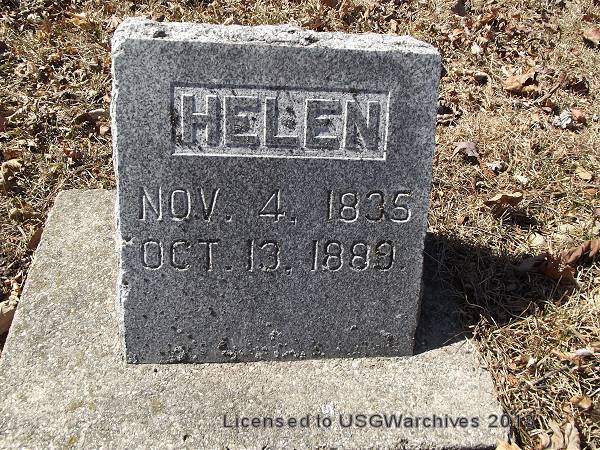 HELEN
NOV. 4, 1835
OCT. 13, 1889.
Licensed to USGWarchives